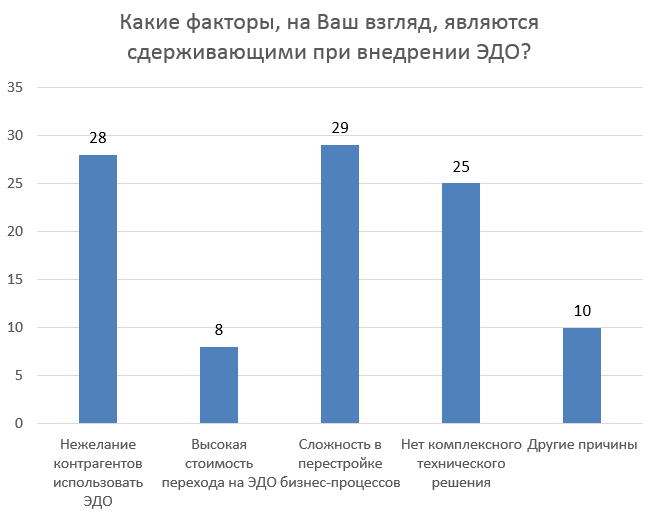 Какие факторы, на Ваш взгляд, являются
сдерживающими при внедрении ЭДО?
35
30
25
20
15
10
5
0
28
8
29
25
10
Нежелание
контрагентов
использовать
ЭДО
Высокая
стоимость
перехода на ЭДО
Сложность в
перестройке
бизнес-процессов
Нет комплексного
технического
решения
Другие причины